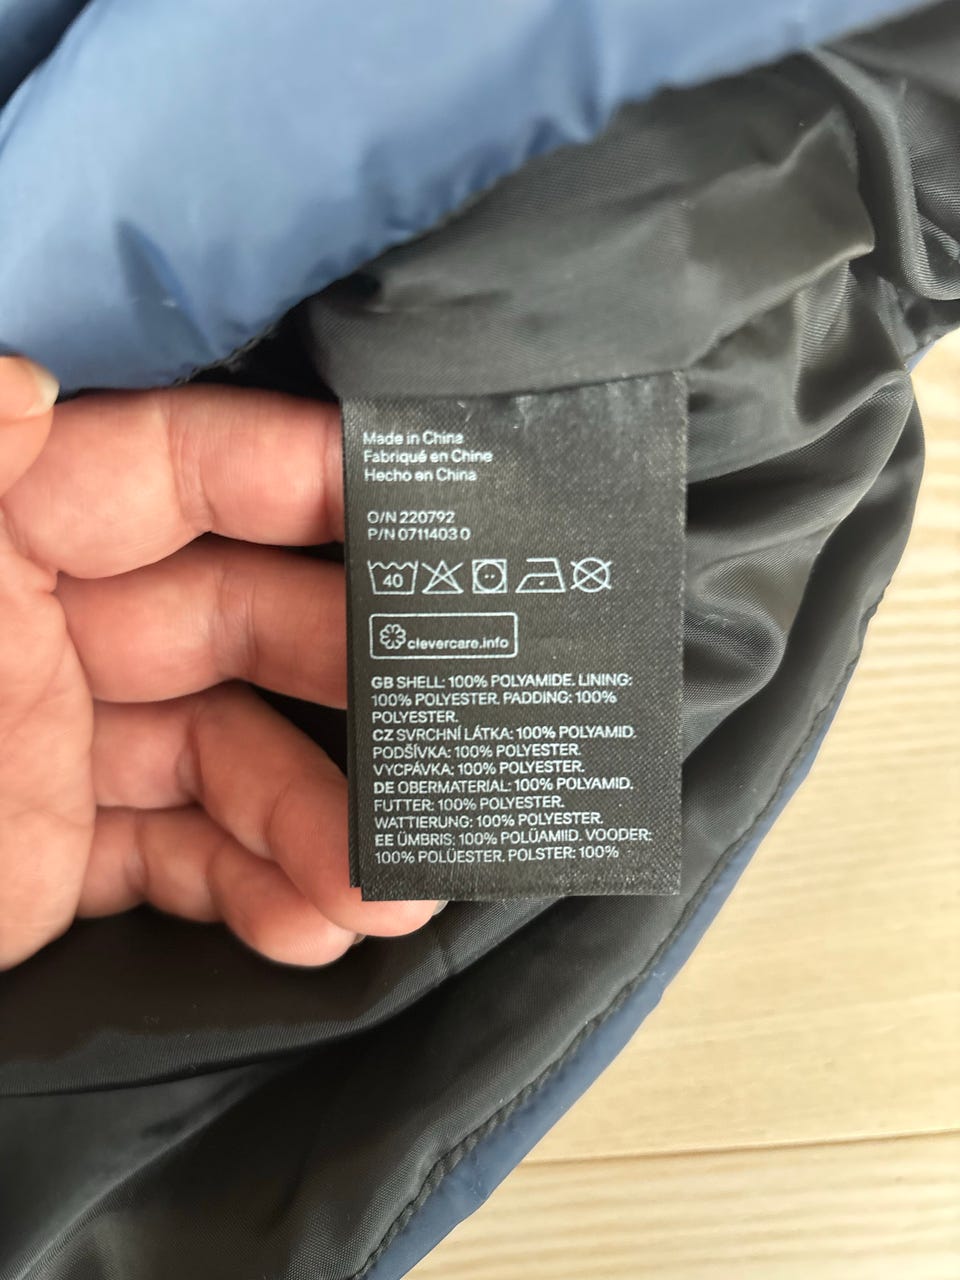 Made in China
Fabriqué en Chine
Hecho en China
O/N 220792
P/N 0711403 0
40
clevercare.info
GB SHELL: 100% POLYAMIDE. LINING:
100% POLYESTER. PADDING: 100%
POLYESTER.
CZ SVRCHNÍ LÁTKA: 100% POLYAMID.
PODŠÍVKA: 100% POLYESTER.
VYCPÁVKA: 100% POLYESTER.
DE OBERMATERIAL: 100% POLYAMID.
FUTTER: 100% POLYESTER.
WATTIERUNG: 100% POLYESTER.
EE ÜMBRIS: 100% POLÜAMIID. VOODER:
100% POLÜESTER. POLSTER: 100%